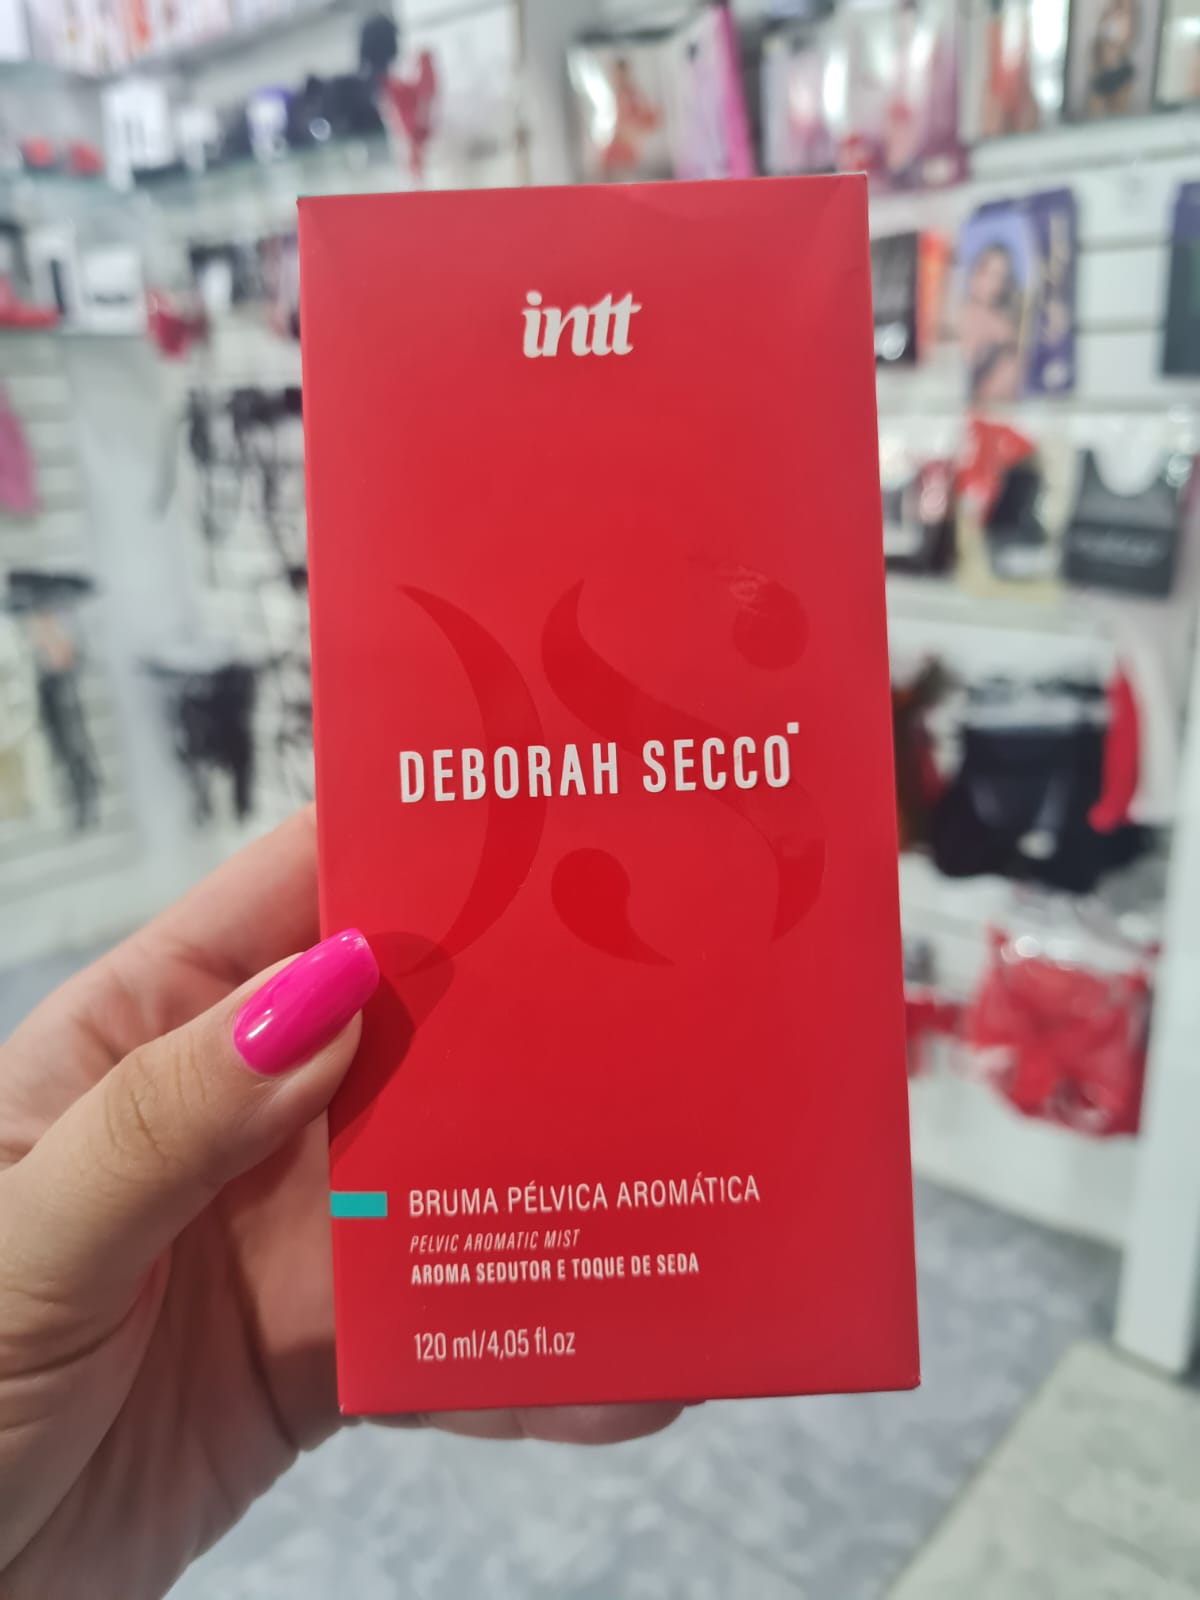 intt
DEBORAH SECCO
BRUMA PÉLVICA AROMÁTICA
PELVIC AROMATIC MIST
AROMA SEDUTOR E TOQUE DE SEDA
120 ml/4,05 fl.oz